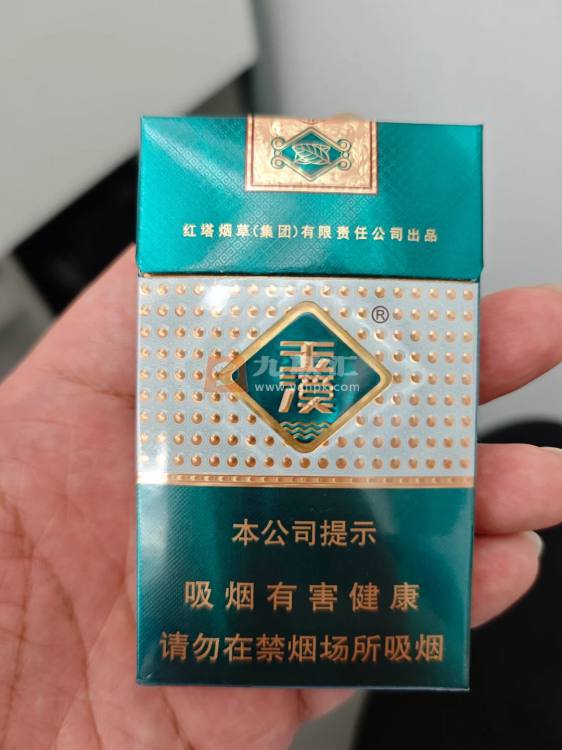 红塔烟草(集团)有限责任公司出品
®
玉溪
本公司提示
吸烟有害健康
请勿在禁烟场所吸烟